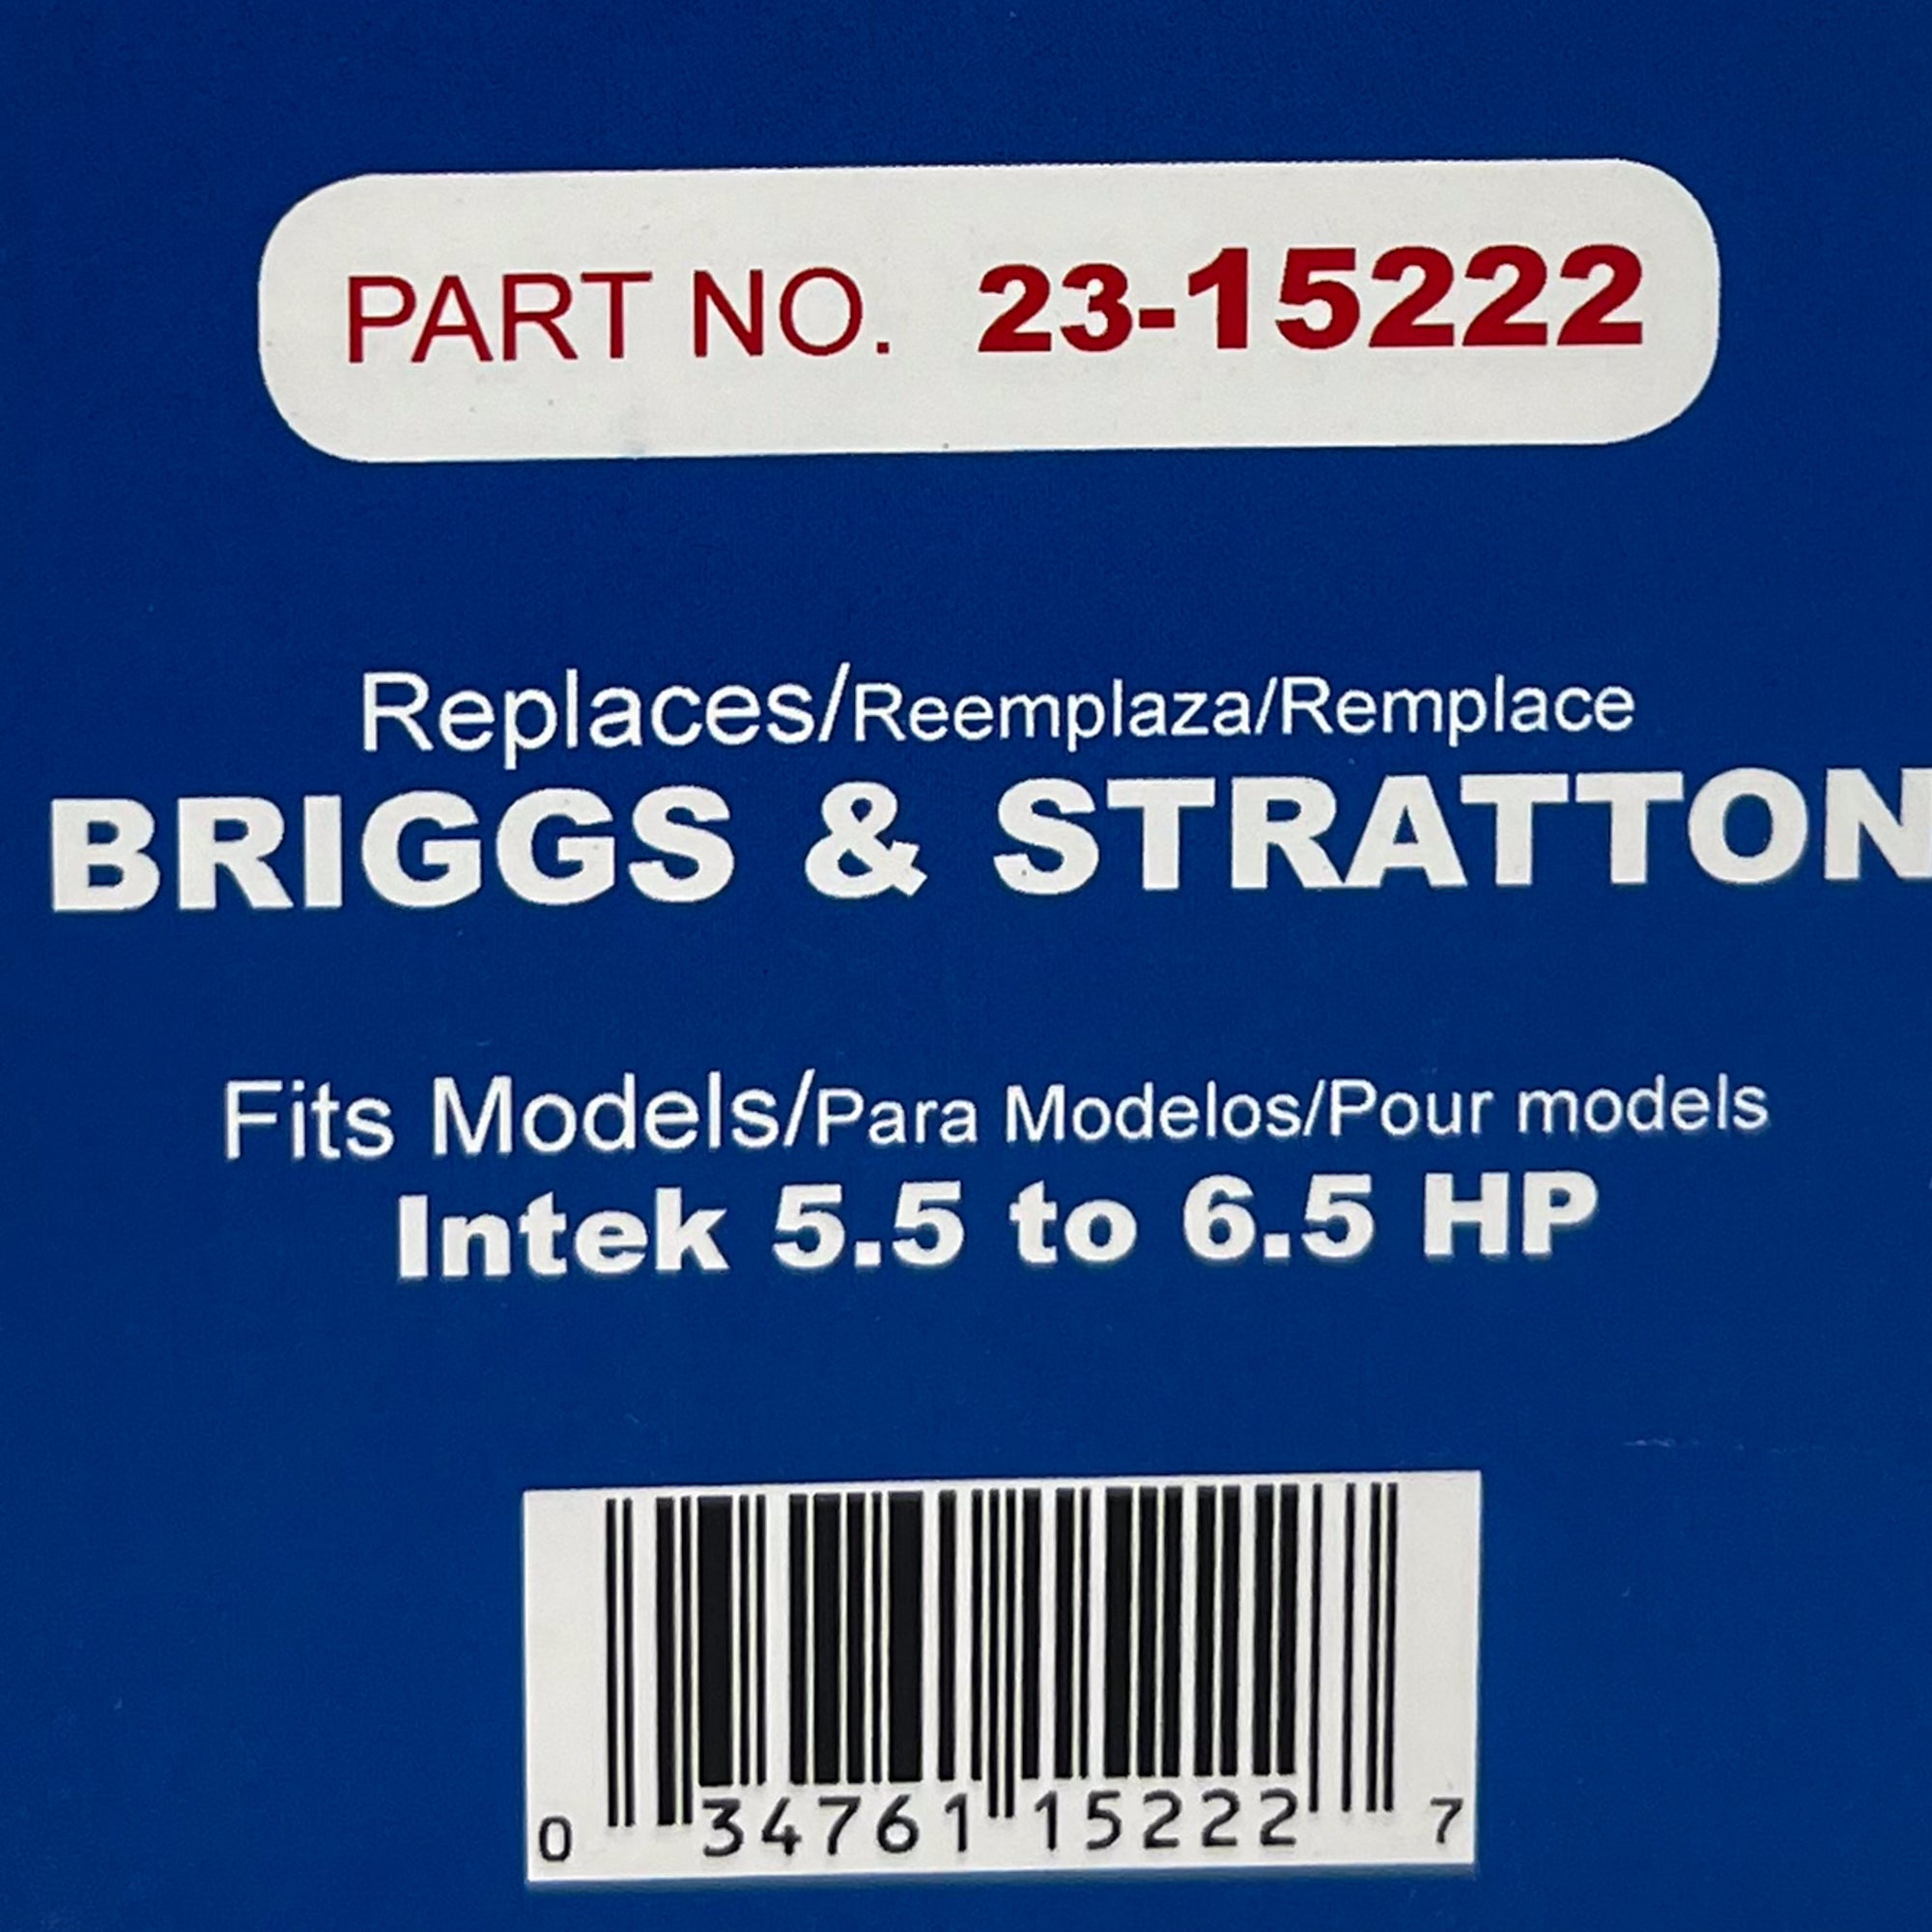 PART NO. 23-15222
Replaces/Reemplaza/Remplace
BRIGGS & STRATTON
Fits Models/Para Modelos/Pour models
Intek 5.5 to 6.5 HP
0 34761 15222 7